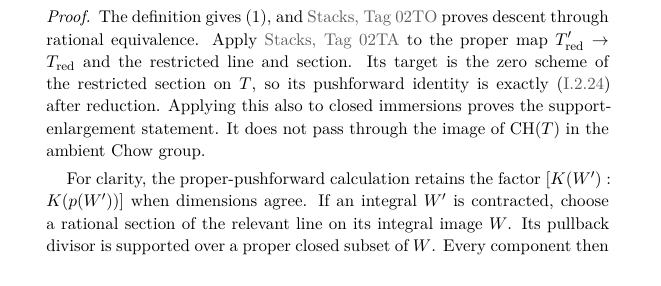 Proof. The definition gives (1), and Stacks, Tag 02TO proves descent through
rational equivalence. Apply Stacks, Tag 02TA to the proper map T′red →
Tred and the restricted line and section. Its target is the zero scheme of
the restricted section on T, so its pushforward identity is exactly (I.2.24)
after reduction. Applying this also to closed immersions proves the support-
enlargement statement. It does not pass through the image of CH(T) in the
ambient Chow group.
For clarity, the proper-pushforward calculation retains the factor [K(W′) :
K(p(W′))] when dimensions agree. If an integral W′ is contracted, choose
a rational section of the relevant line on its integral image W. Its pullback
divisor is supported over a proper closed subset of W. Every component then